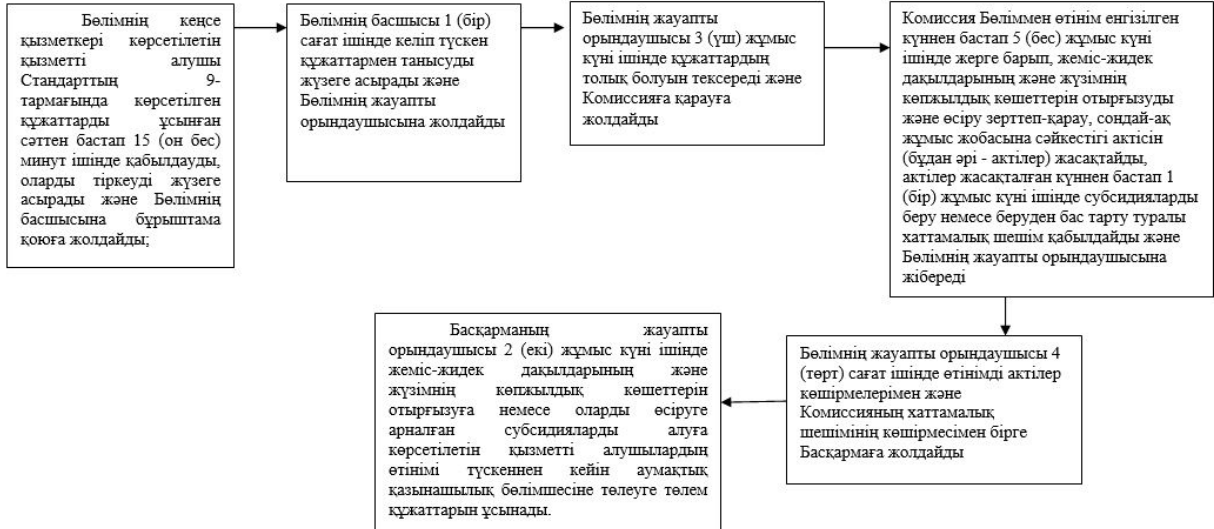 Бөлімнің кеңсе
қызметкері көрсетілетін
қызметті алушы
Стандарттың 9-
тармағында көрсетілген
құжаттарды ұсынған
сәттен бастап 15 (он бес)
минут ішінде қабылдауды,
оларды тіркеуді жүзеге
асырады және Бөлімнің
басшысына бұрыштама
қоюға жолдайды;
Бөлімнің басшысы 1 (бір)
сағат ішінде келіп түскен
құжаттармен танысуды
жүзеге асырады және
Бөлімнің жауапты
орындаушысына жолдайды
Бөлімнің жауапты
орындаушысы 3 (үш) жұмыс
күні ішінде құжаттардың
толық болуын тексереді және
Комиссияға қарауға
жолдайды
Комиссия Бөліммен өтінім енгізілген
күннен бастап 5 (бес) жұмыс күні
ішінде жерге барып, жеміс-жидек
дақылдарының және жүзімнің
көпжылдық көшеттерін отырғызуды
және өсіру зерттеп-қарау, сондай-ақ
жұмыс жобасына сәйкестігі актісін
(бұдан әрі - актілер) жасақтайды,
актілер жасақталған күннен бастап 1
(бір) жұмыс күні ішінде субсидияларды
беру немесе беруден бас тарту туралы
хаттамалық шешім қабылдайды және
Бөлімнің жауапты орындаушысына
жібереді
Бөлімнің жауапты орындаушысы 4
(төрт) сағат ішінде өтінімді актілер
көшірмелерімен және
Комиссияның хаттамалық
шешімінің көшірмесімен бірге
Басқармаға жолдайды
Басқарманың жауапты
орындаушысы 2 (екі) жұмыс күні ішінде
жеміс-жидек дақылдарының және
жүзімнің көпжылдық көшеттерін
отырғызуға немесе оларды өсіруге
арналған субсидияларды алуға
көрсетілетін қызметті алушылардың
өтінімі түскеннен кейін аумақтық
қазынашылық бөлімшесіне төлеуге төлем
құжаттарын ұсынады.